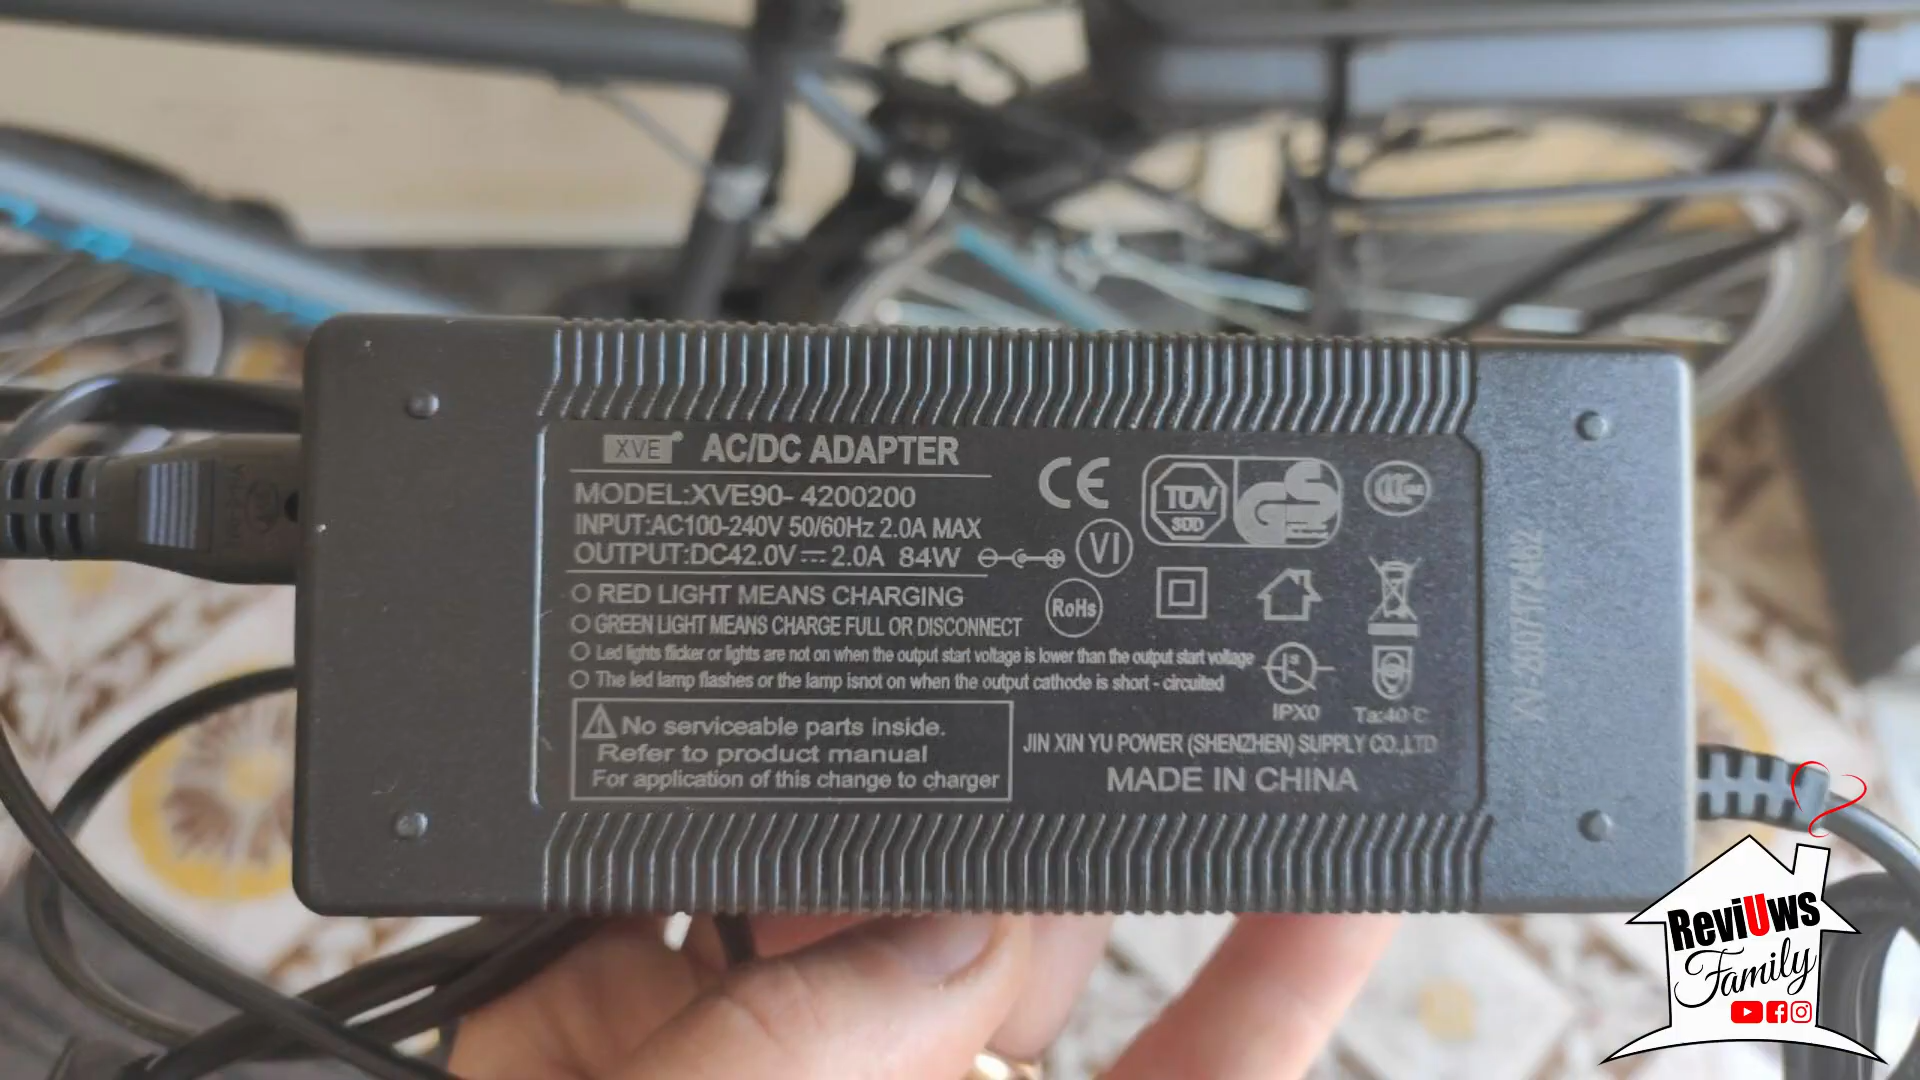 XVE AC/DC ADAPTER
MODEL:XVE90- 4200200
INPUT:AC100-240V 50/60Hz 2.0A MAX
OUTPUT:DC42.0V⎓2.0A 84W
RED LIGHT MEANS CHARGING
GREEN LIGHT MEANS CHARGE FULL OR DISCONNECT
Led lights flicker or lights are not on when the output start voltage is lower than the output start voltage
The led lamp flashes or the lamp isnot on when the output cathode is short - circuited
No serviceable parts inside.
Refer to product manual
For application of this change to charger
CE
TÜV
SÜD
GS
CCC
VI
RoHs
IPX0
Ta:40℃
JIN XIN YU POWER (SHENZHEN) SUPPLY CO.,LTD
MADE IN CHINA
ReviUws
Family